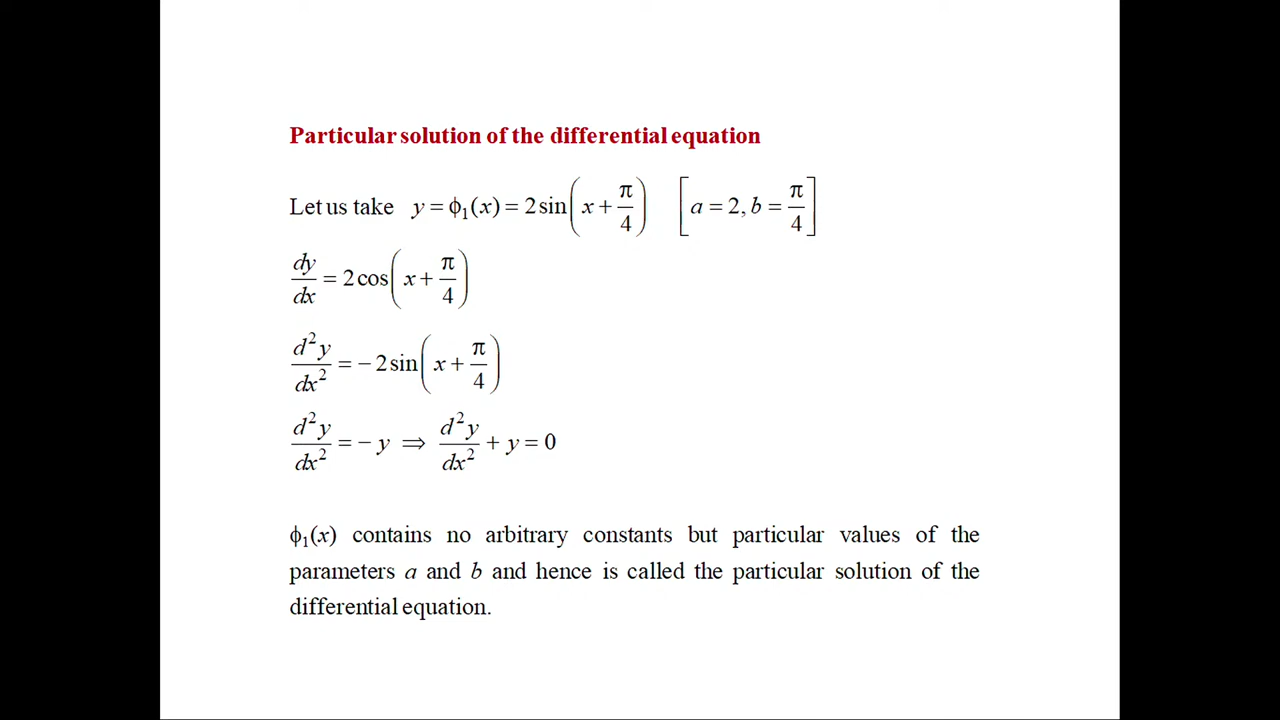 Particular solution of the differential equation
Let us take y = ϕ₁(x) = 2 sin(x + π/4) [a = 2, b = π/4]
dy/dx = 2 cos(x + π/4)
d²y/dx² = − 2 sin(x + π/4)
d²y/dx² = − y ⇒ d²y/dx² + y = 0
ϕ₁(x) contains no arbitrary constants but particular values of the
parameters a and b and hence is called the particular solution of the
differential equation.